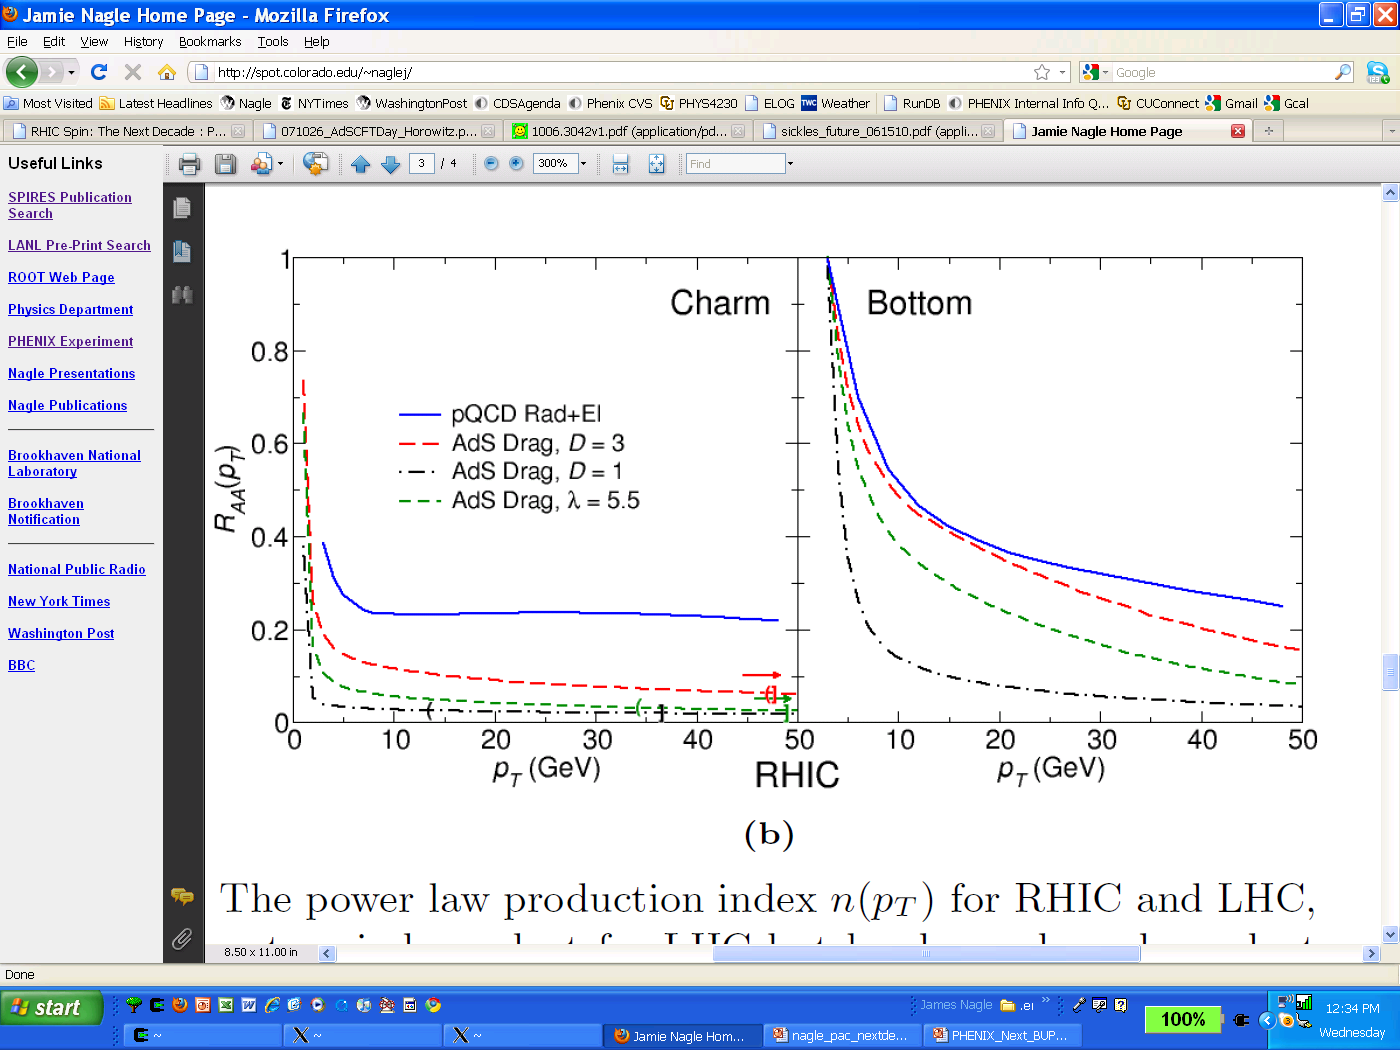 Jamie Nagle Home Page - Mozilla Firefox
File Edit View History Bookmarks Tools Help
http://spot.colorado.edu/~naglej/
Google
Most Visited Latest Headlines Nagle NYTimes WashingtonPost CDSAgenda Phenix CVS PHYS4230 ELOG TWC Weather RunDB PHENIX Internal Info Q... CUConnect Gmail Gcal
RHIC Spin: The Next Decade : P... 071026_AdSCFTDay_Horowitz.p... 1006.3042v1.pdf (application/pd... sickles_future_061510.pdf (appli... Jamie Nagle Home Page
Useful Links
3 / 4 300% Find
SPIRES Publication
Search
LANL Pre-Print Search
ROOT Web Page
Physics Department
PHENIX Experiment
Nagle Presentations
Nagle Publications
Brookhaven National
Laboratory
Brookhaven
Notification
National Public Radio
New York Times
Washington Post
BBC
1
0.8
0.6
0.4
0.2
0
R_AA(p_T)
Charm
Bottom
pQCD Rad+El
AdS Drag, D = 3
AdS Drag, D = 1
AdS Drag, λ = 5.5
( ] ( ] ( ]
0 10 20 30 40 50 10 20 30 40 50
p_T (GeV) p_T (GeV)
RHIC
(b)
The power law production index n(p_T) for RHIC and LHC,
8.50 x 11.00 in
Done
start
James Nagle .ei »
100%
12:34 PM
Wednesday
~ ~ ~ Jamie Nagle Hom... nagle_pac_nextde... PHENIX_Next_BUP...